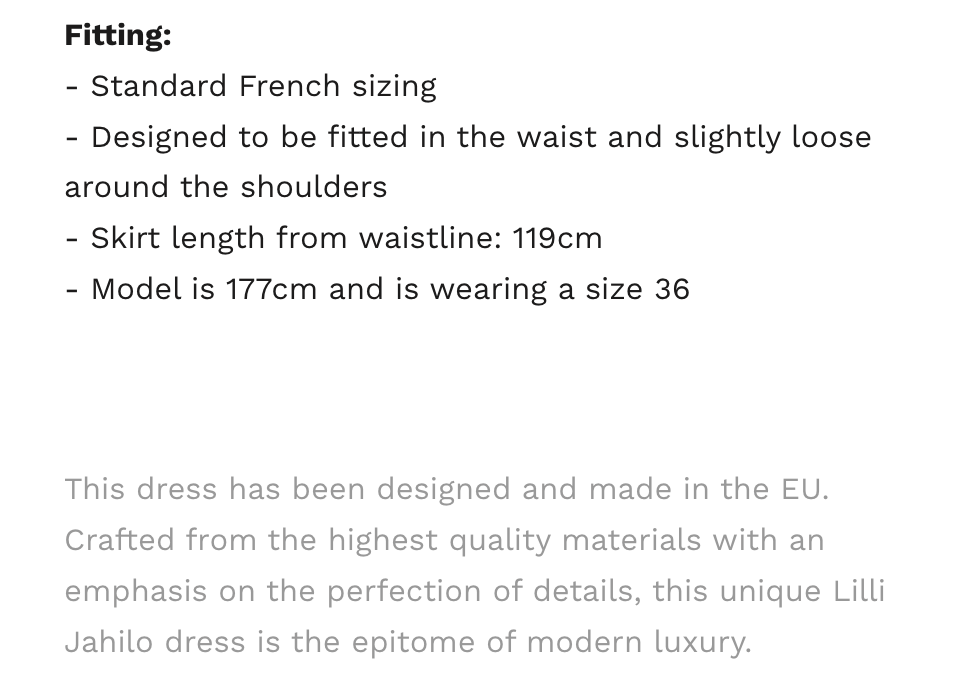 Fitting:
- Standard French sizing
- Designed to be fitted in the waist and slightly loose
around the shoulders
- Skirt length from waistline: 119cm
- Model is 177cm and is wearing a size 36
This dress has been designed and made in the EU.
Crafted from the highest quality materials with an
emphasis on the perfection of details, this unique Lilli
Jahilo dress is the epitome of modern luxury.